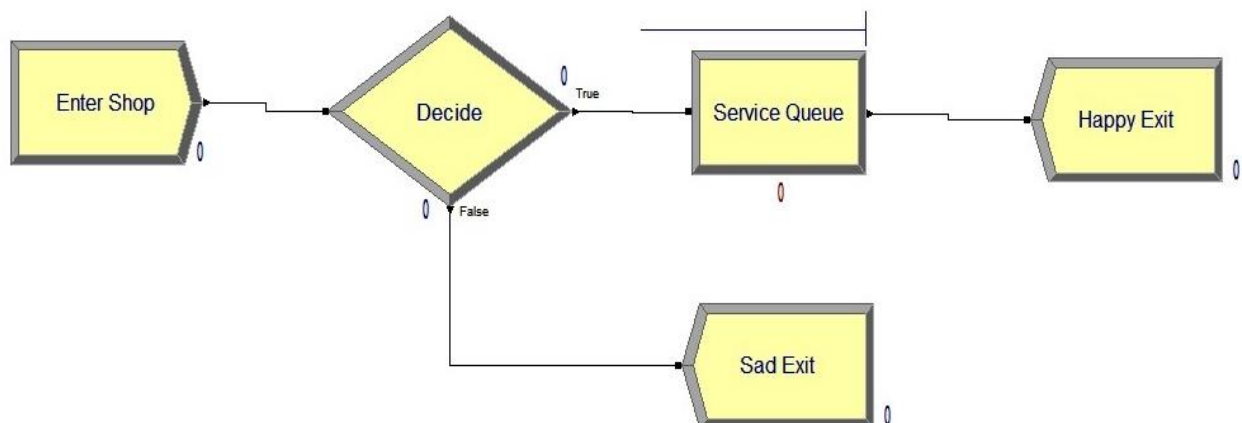 Enter Shop
0
Decide
0
True
0
False
Service Queue
0
Happy Exit
0
Sad Exit
0